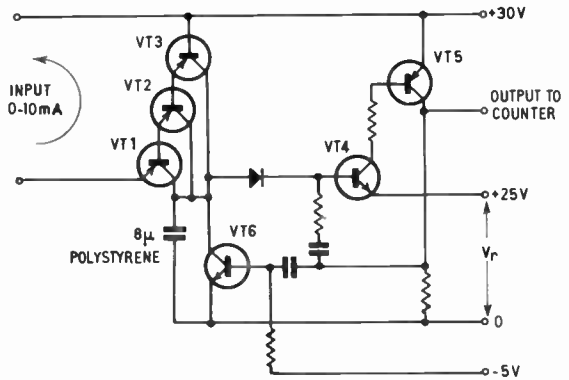 +30V
VT3
VT5
VT2
INPUT
0-10mA
OUTPUT TO
COUNTER
VT1
VT4
+25V
8μ
POLYSTYRENE
VT6
Vr
0
-5V